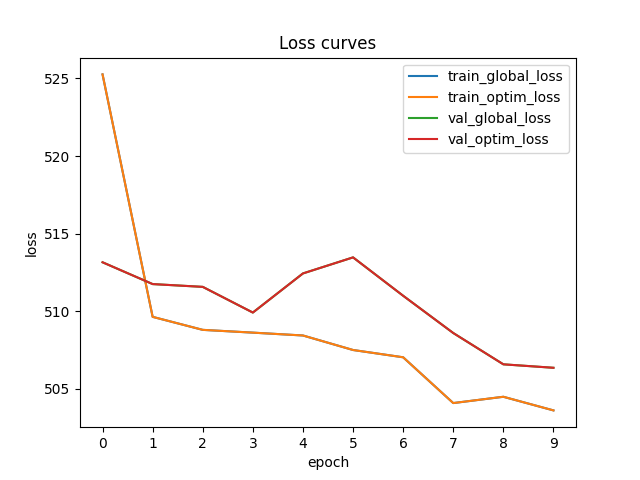 Loss curves
train_global_loss
train_optim_loss
val_global_loss
val_optim_loss
525
520
515
510
505
loss
0 1 2 3 4 5 6 7 8 9
epoch